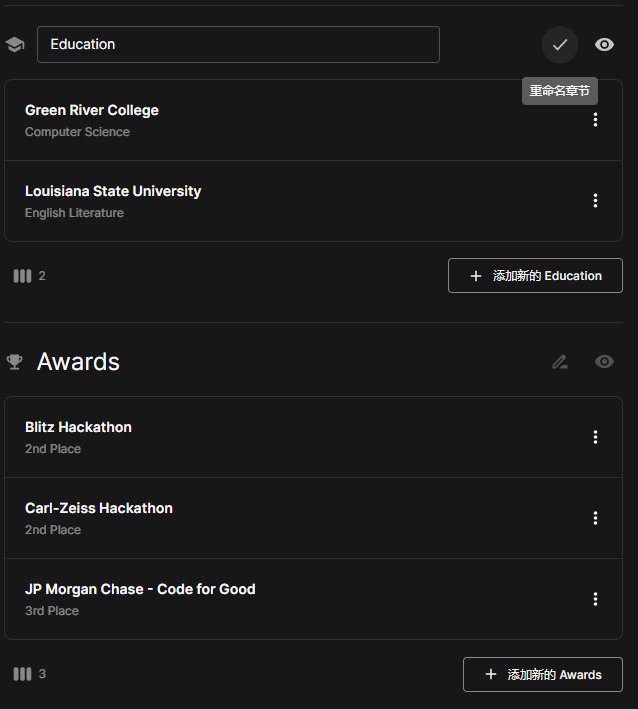 Education
重命名章节
Green River College
Computer Science
Louisiana State University
English Literature
2
添加新的 Education
Awards
Blitz Hackathon
2nd Place
Carl-Zeiss Hackathon
2nd Place
JP Morgan Chase - Code for Good
3rd Place
3
添加新的 Awards